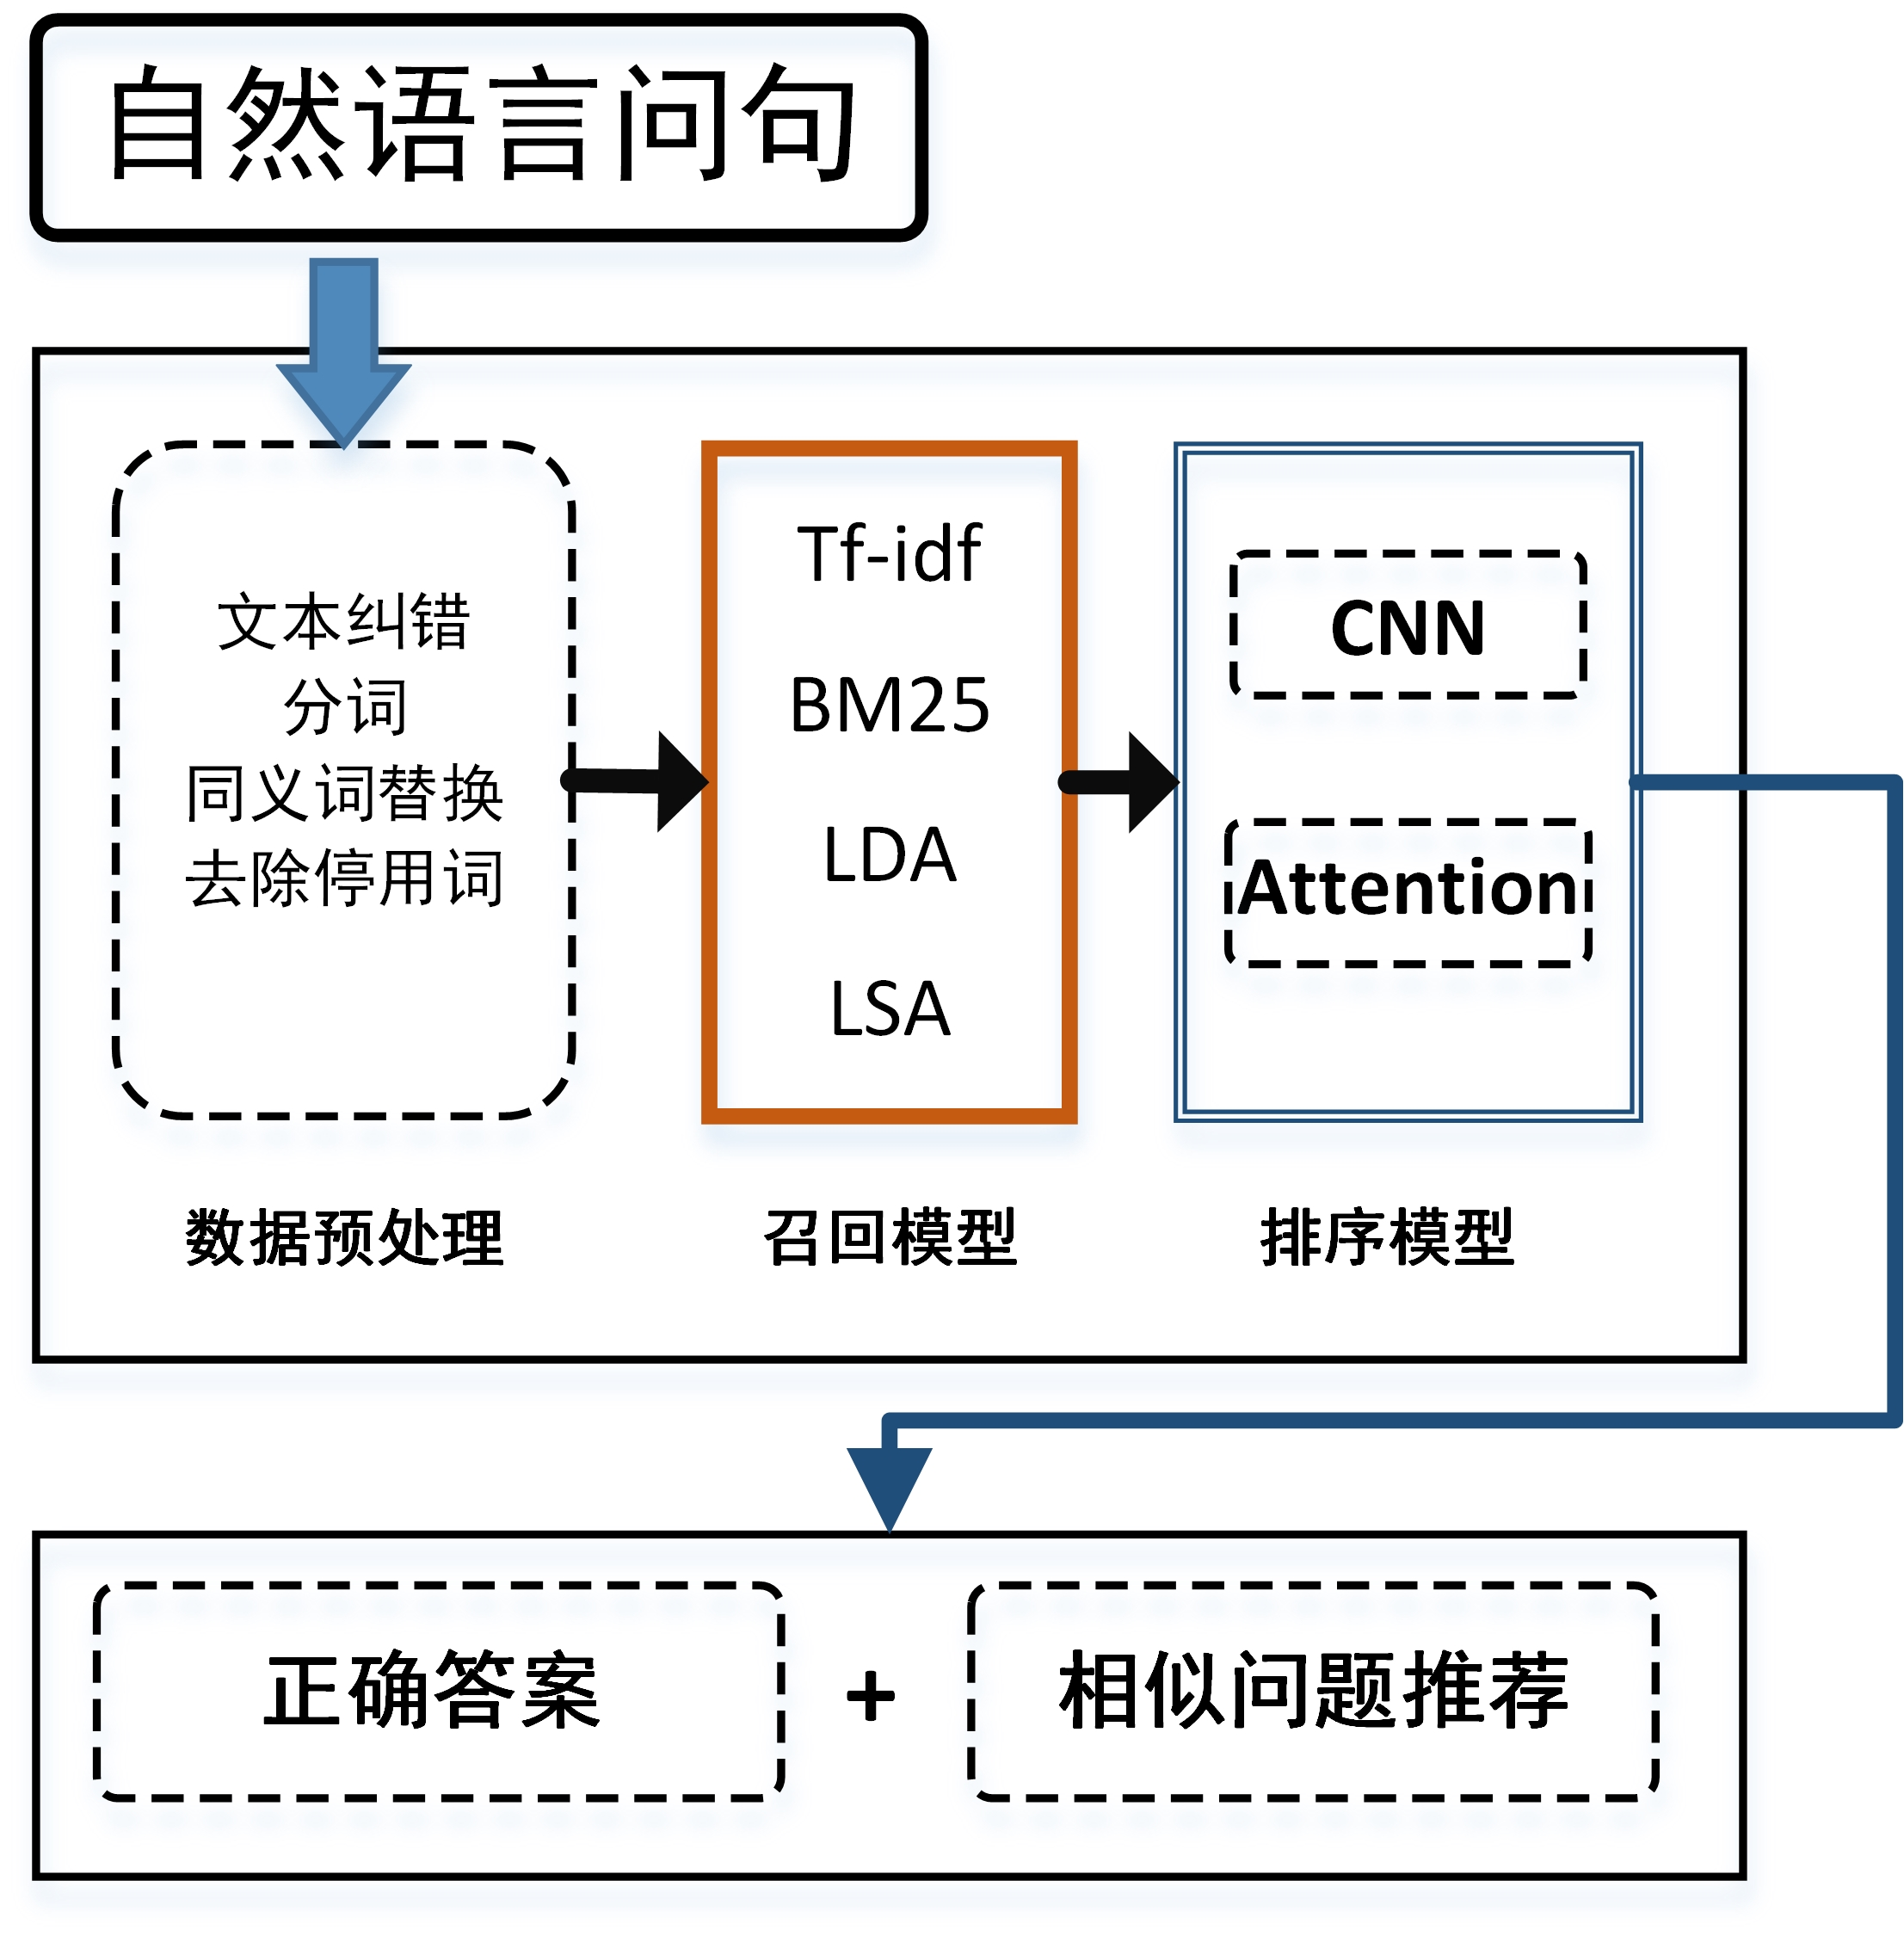 自然语言问句
文本纠错
分词
同义词替换
去除停用词
数据预处理
Tf-idf
BM25
LDA
LSA
召回模型
CNN
Attention
排序模型
正确答案
+
相似问题推荐